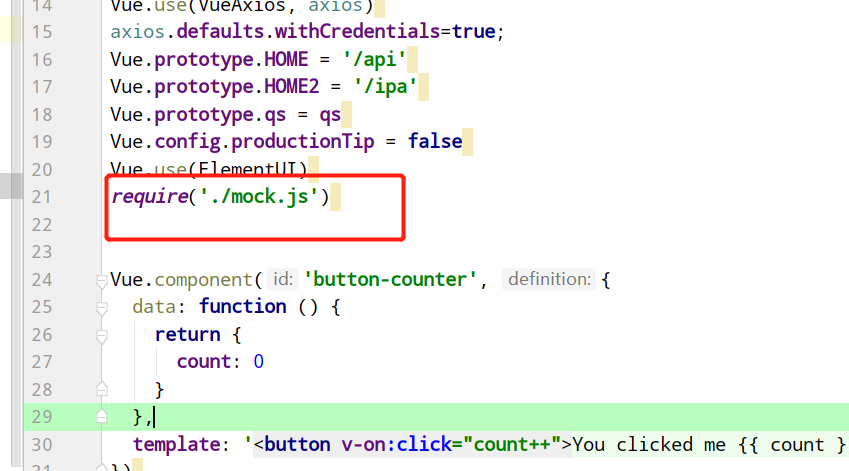 14 Vue.use(VueAxios, axios)
15 axios.defaults.withCredentials=true;
16 Vue.prototype.HOME = '/api'
17 Vue.prototype.HOME2 = '/ipa'
18 Vue.prototype.qs = qs
19 Vue.config.productionTip = false
20 Vue.use(ElementUI)
21 require('./mock.js')
22
23
24 Vue.component( id: 'button-counter', definition: {
25 data: function () {
26 return {
27 count: 0
28 }
29 },
30 template: '<button v-on:click="count++">You clicked me {{ count }
31 })